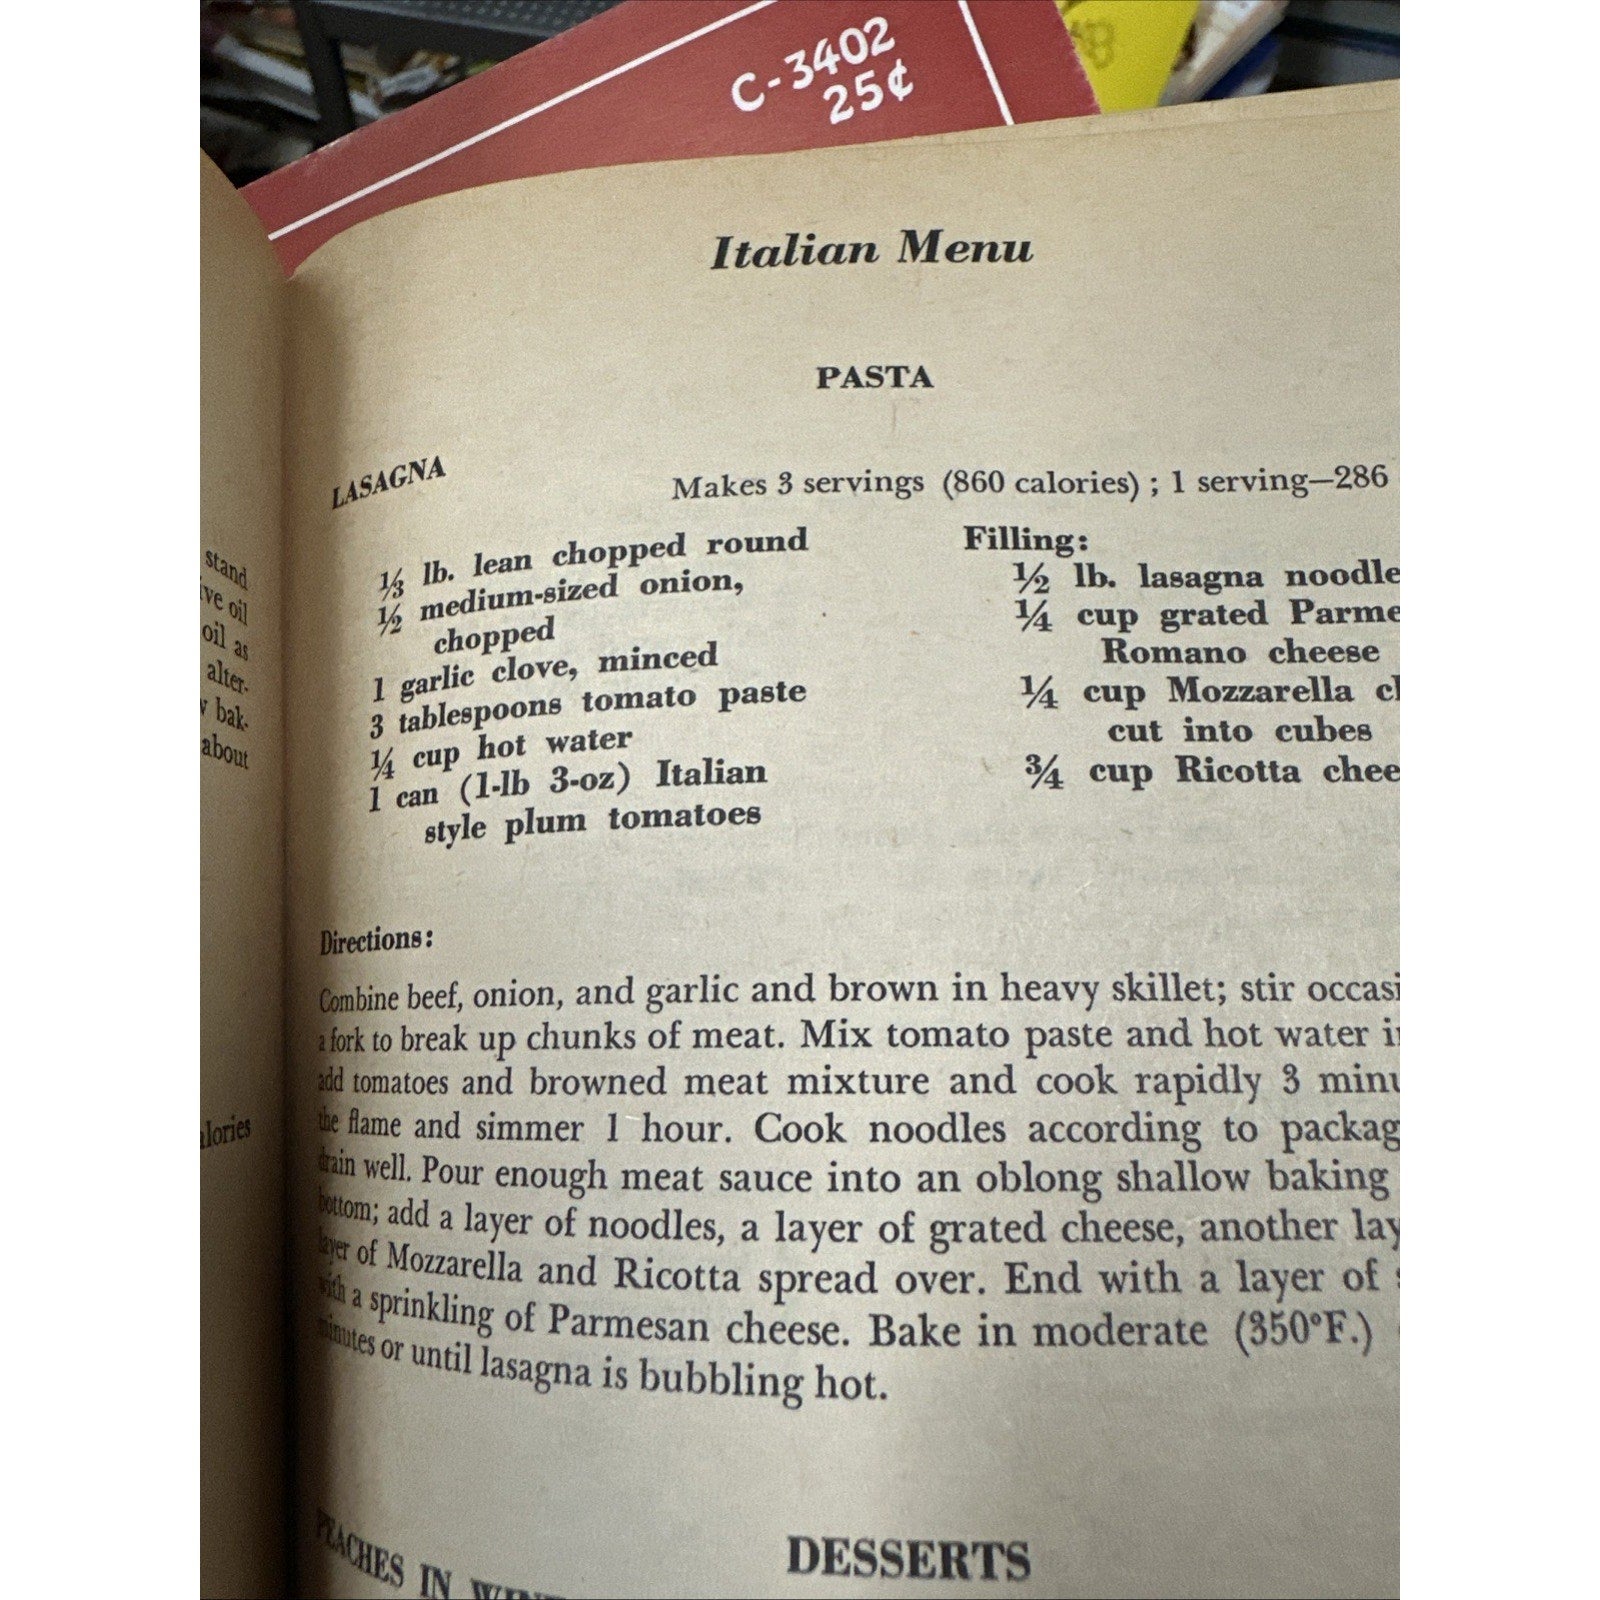 C-3402
25¢
Italian Menu
PASTA
LASAGNA
Makes 3 servings (860 calories) ; 1 serving—286
⅓ lb. lean chopped round
½ medium-sized onion,
chopped
1 garlic clove, minced
3 tablespoons tomato paste
¼ cup hot water
1 can (1-lb 3-oz) Italian
style plum tomatoes
Filling:
½ lb. lasagna noodle
¼ cup grated Parme
Romano cheese
¼ cup Mozzarella
cut into cubes
¾ cup Ricotta chee
Directions:
Combine beef, onion, and garlic and brown in heavy skillet; stir occasi
a fork to break up chunks of meat. Mix tomato paste and hot water
add tomatoes and browned meat mixture and cook rapidly 3 minu
the flame and simmer 1 hour. Cook noodles according to packag
drain well. Pour enough meat sauce into an oblong shallow baking
bottom; add a layer of noodles, a layer of grated cheese, another lay
layer of Mozzarella and Ricotta spread over. End with a layer of
with a sprinkling of Parmesan cheese. Bake in moderate (350°F.)
minutes or until lasagna is bubbling hot.
DESSERTS
PEACHES IN WINE
stand
ive oil
oil as
alter-
bak-
about
alories